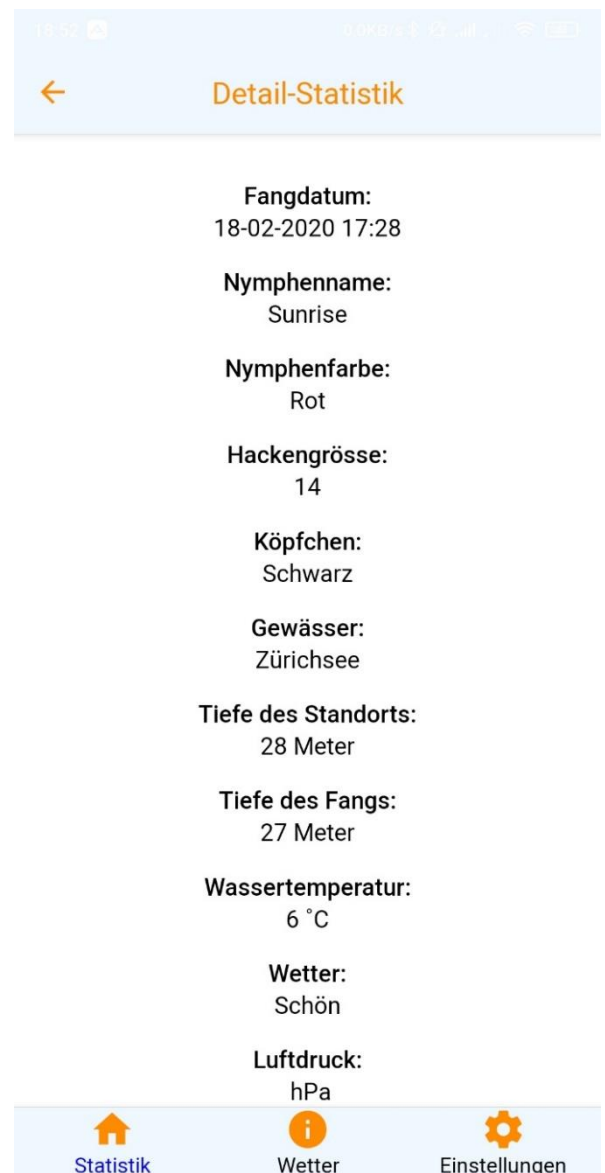 18:52
0.0KB/s
Detail-Statistik
Fangdatum:
18-02-2020 17:28
Nymphenname:
Sunrise
Nymphenfarbe:
Rot
Hackengrösse:
14
Köpfchen:
Schwarz
Gewässer:
Zürichsee
Tiefe des Standorts:
28 Meter
Tiefe des Fangs:
27 Meter
Wassertemperatur:
6 °C
Wetter:
Schön
Luftdruck:
hPa
Statistik Wetter Einstellungen